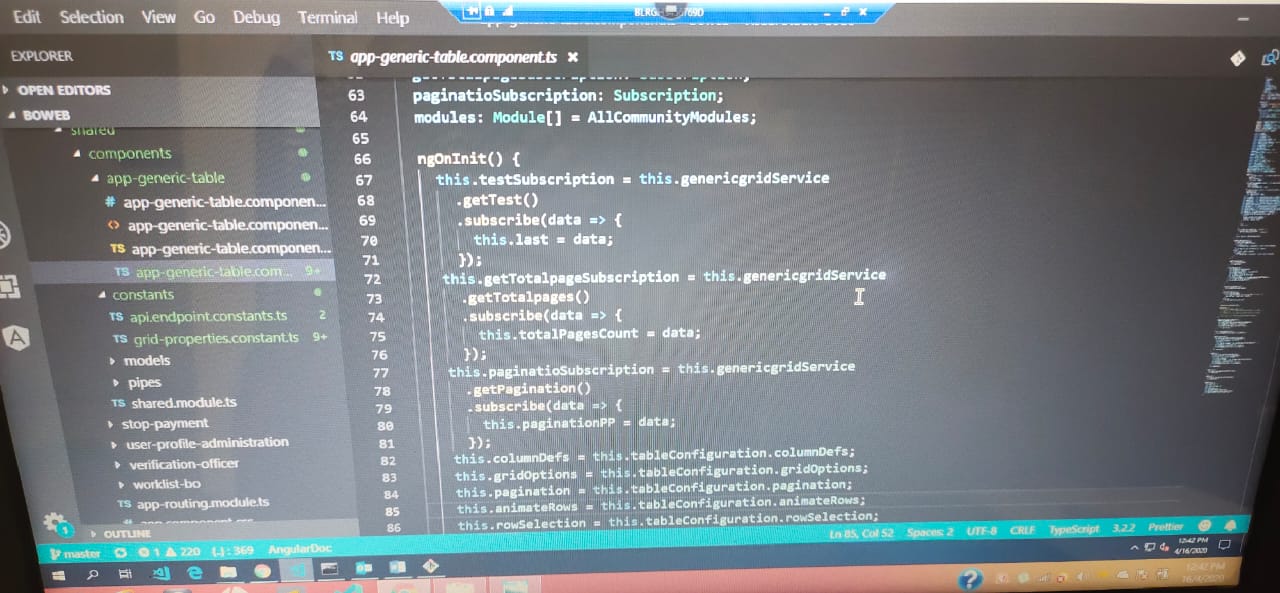 Edit Selection View Go Debug Terminal Help
EXPLORER
OPEN EDITORS
BOWEB
shared
components
app-generic-table
# app-generic-table.componen...
<> app-generic-table.componen...
TS app-generic-table.componen...
TS app-generic-table.com... 9+
constants
TS api.endpoint.constants.ts 2
TS grid-properties.constant.ts 9+
models
pipes
TS shared.module.ts
stop-payment
user-profile-administration
verification-officer
worklist-bo
TS app-routing.module.ts
OUTLINE
TS app-generic-table.component.ts ×
63 paginatioSubscription: Subscription;
64 modules: Module[] = AllCommunityModules;
65
66 ngOnInit() {
67 this.testSubscription = this.genericgridService
68 .getTest()
69 .subscribe(data => {
70 this.last = data;
71 });
72 this.getTotalpageSubscription = this.genericgridService
73 .getTotalpages()
74 .subscribe(data => {
75 this.totalPagesCount = data;
76 });
77 this.paginatioSubscription = this.genericgridService
78 .getPagination()
79 .subscribe(data => {
80 this.paginationPP = data;
81 });
82 this.columnDefs = this.tableConfiguration.columnDefs;
83 this.gridOptions = this.tableConfiguration.gridOptions;
84 this.pagination = this.tableConfiguration.pagination;
85 this.animateRows = this.tableConfiguration.animateRows;
86 this.rowSelection = this.tableConfiguration.rowSelection;
master 1 220 {.} : 369 AngularDoc
Ln 85, Col 52 Spaces: 2 UTF-8 CRLF TypeScript 3.2.2 Prettier
12:42 PM
4/16/2020
12:42 PM
16/4/2020